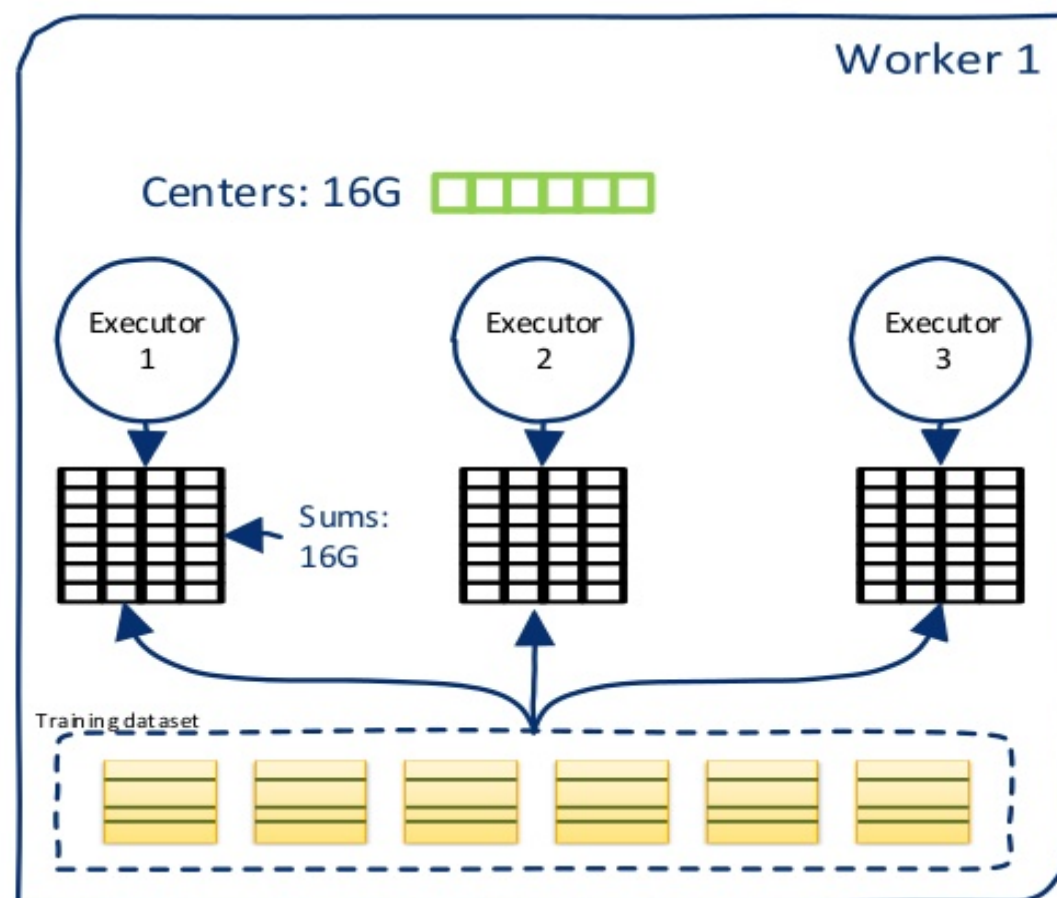 Worker 1
Centers: 16G
Executor
1
Executor
2
Executor
3
Sums:
16G
Training dataset